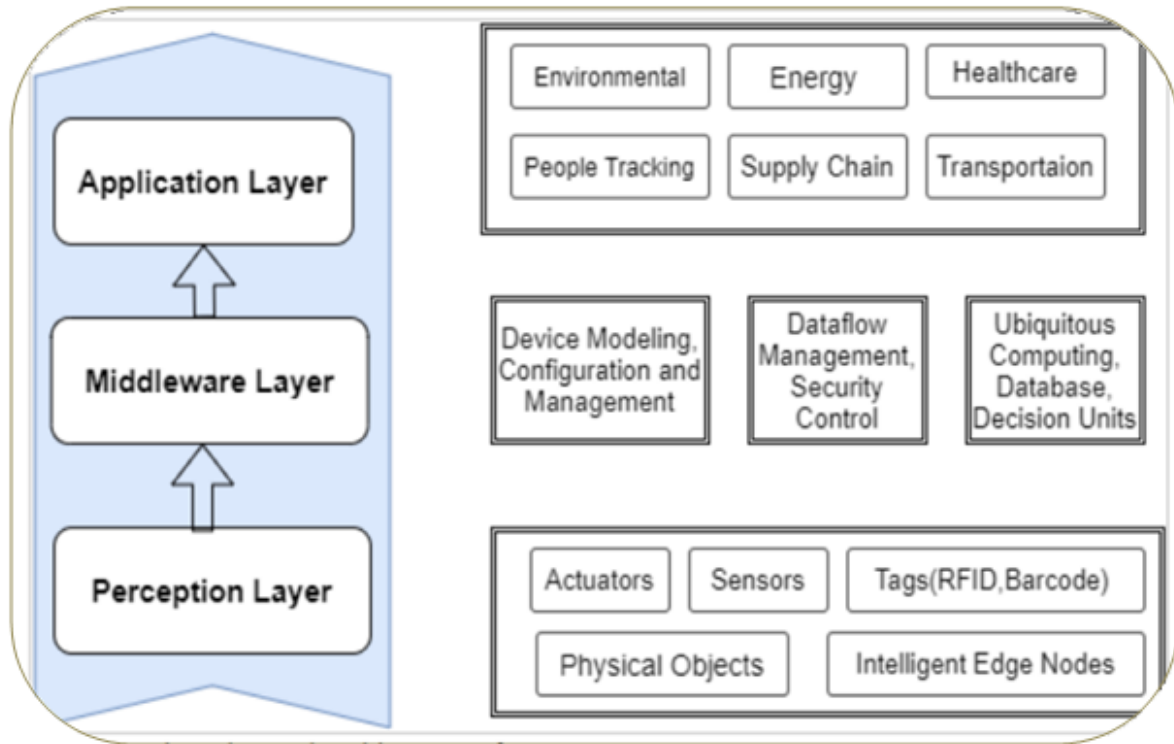 Environmental
Energy
Healthcare
People Tracking
Supply Chain
Transportaion
Application Layer
Middleware Layer
Device Modeling,
Configuration and
Management
Dataflow
Management,
Security
Control
Ubiquitous
Computing,
Database,
Decision Units
Perception Layer
Actuators
Sensors
Tags(RFID,Barcode)
Physical Objects
Intelligent Edge Nodes